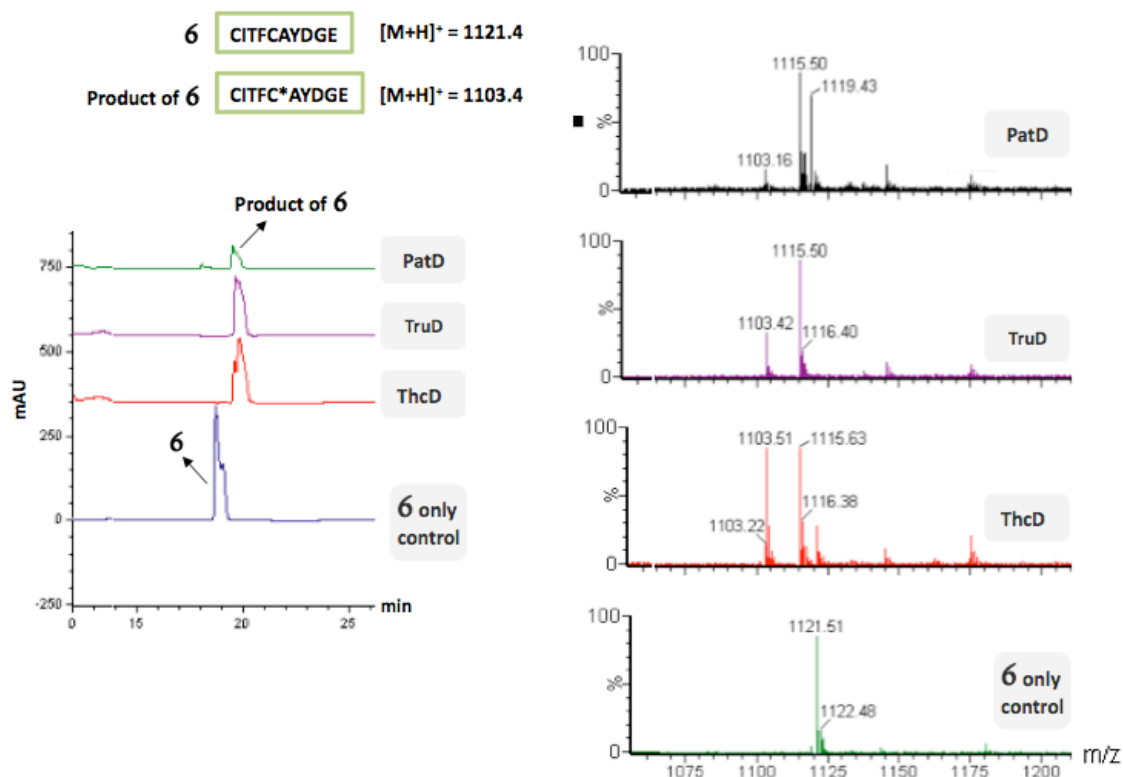 6 CITFCAYDGE [M+H]+ = 1121.4
Product of 6 CITFC*AYDGE [M+H]+ = 1103.4
Product of 6
PatD
TruD
ThcD
6
6 only
control
mAU
750
500
250
0
-250
0 15 20 25 min
100
%
0
1115.50
1119.43
1103.16
PatD
100
%
0
1115.50
1103.42
1116.40
TruD
100
%
0
1103.51 1115.63
1116.38
1103.22
ThcD
100
%
0
1121.51
1122.48
6 only
control
1075 1100 1125 1150 1175 1200 m/z